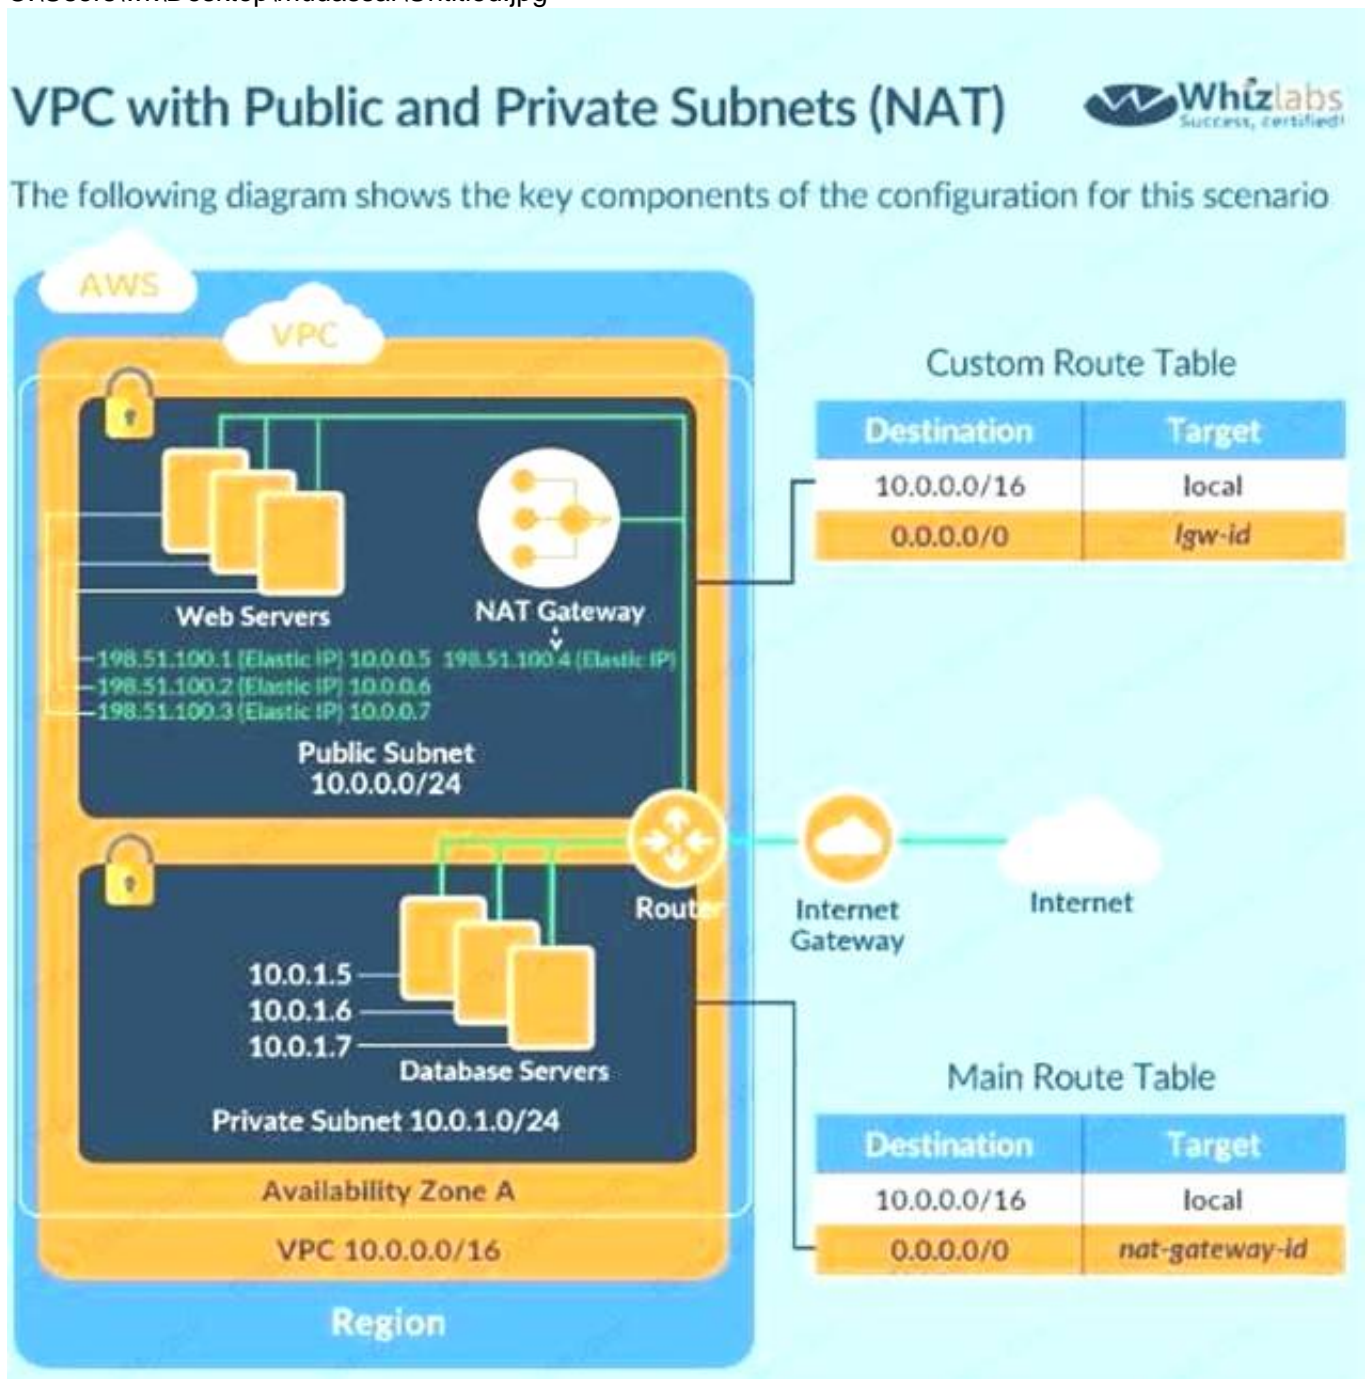 VPC with Public and Private Subnets (NAT)
Whizlabs
Success, certified!
The following diagram shows the key components of the configuration for this scenario
AWS
VPC
Web Servers
NAT Gateway
198.51.100.1 (Elastic IP) 10.0.0.5
198.51.100.4 (Elastic IP)
198.51.100.2 (Elastic IP) 10.0.0.6
198.51.100.3 (Elastic IP) 10.0.0.7
Public Subnet
10.0.0.0/24
Router
Internet
Gateway
Internet
10.0.1.5
10.0.1.6
10.0.1.7
Database Servers
Private Subnet 10.0.1.0/24
Availability Zone A
VPC 10.0.0.0/16
Region
Custom Route Table
Destination Target
10.0.0.0/16 local
0.0.0.0/0 lgw-id
Main Route Table
Destination Target
10.0.0.0/16 local
0.0.0.0/0 nat-gateway-id